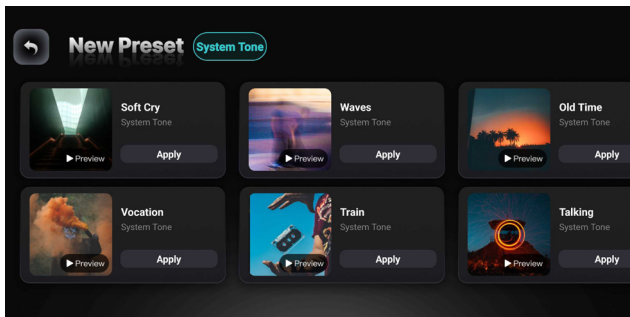 New Preset System Tone
Soft Cry
System Tone
Preview
Apply
Waves
System Tone
Preview
Apply
Old Time
System Tone
Preview
Apply
Vocation
System Tone
Preview
Apply
Train
System Tone
Preview
Apply
Talking
System Tone
Preview
Apply